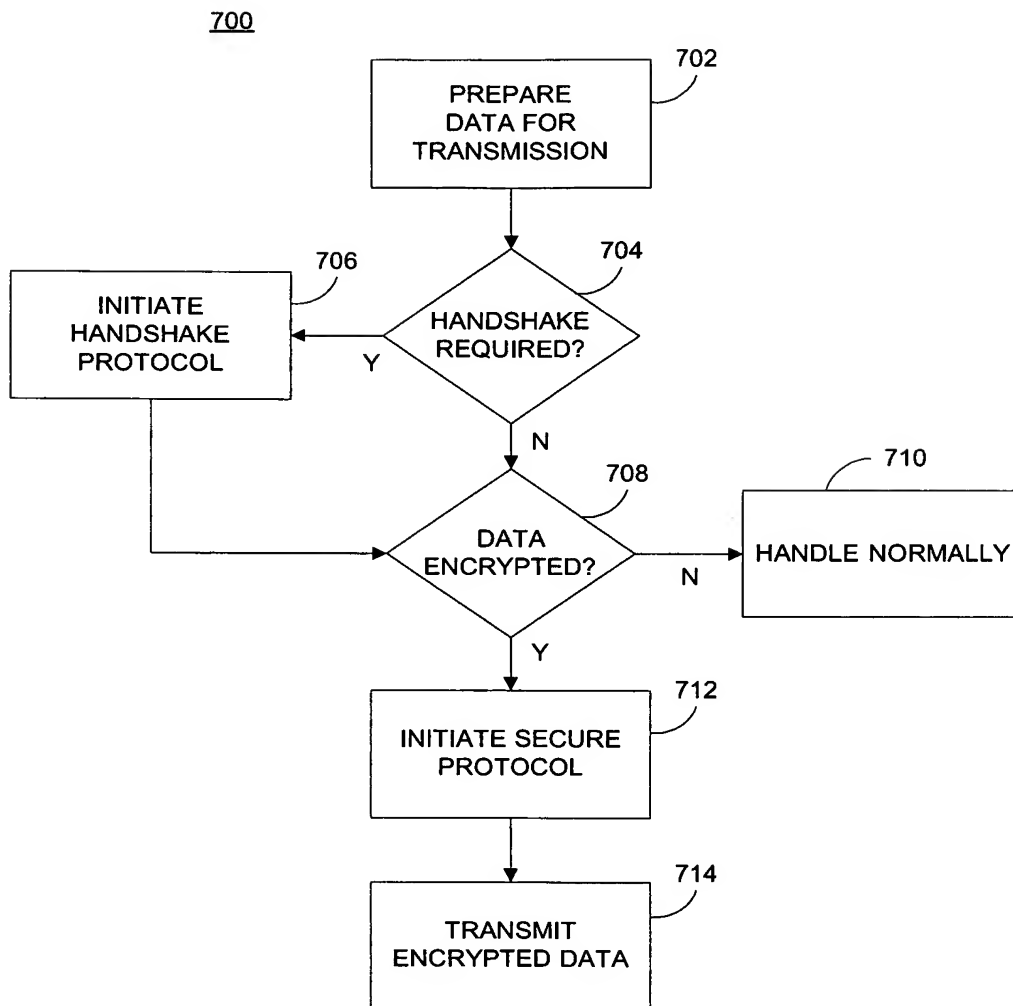 700
702
PREPARE
DATA FOR
TRANSMISSION
704
HANDSHAKE
REQUIRED?
Y
706
INITIATE
HANDSHAKE
PROTOCOL
N
708
DATA
ENCRYPTED?
N
710
HANDLE NORMALLY
Y
712
INITIATE SECURE
PROTOCOL
714
TRANSMIT
ENCRYPTED DATA